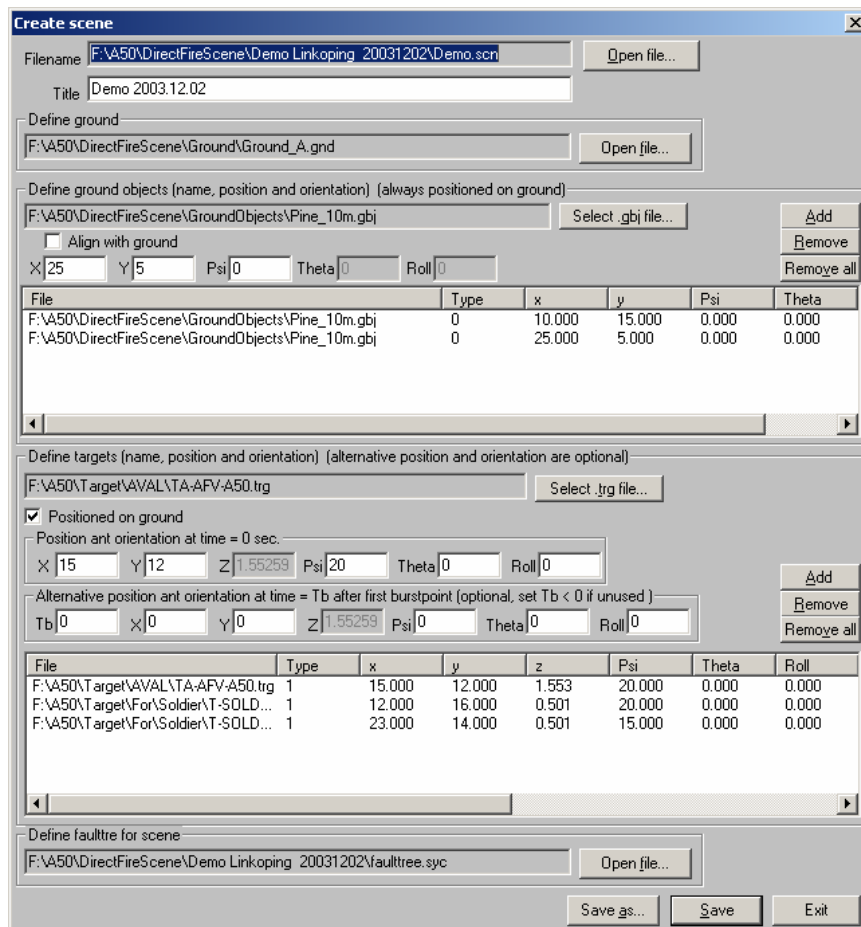 Create scene
Filename F:\A50\DirectFireScene\Demo Linkoping 20031202\Demo.scn Open file...
Title Demo 2003.12.02
Define ground
F:\A50\DirectFireScene\Ground\Ground_A.gnd Open file...
Define ground objects (name, position and orientation) (always positioned on ground)
F:\A50\DirectFireScene\GroundObjects\Pine_10m.gbj Select .gbj file... Add
Align with ground Remove
X 25 Y 5 Psi 0 Theta 0 Roll 0 Remove all
File Type x y Psi Theta
F:\A50\DirectFireScene\GroundObjects\Pine_10m.gbj 0 10.000 15.000 0.000 0.000
F:\A50\DirectFireScene\GroundObjects\Pine_10m.gbj 0 25.000 5.000 0.000 0.000
Define targets (name, position and orientation) (alternative position and orientation are optional)
F:\A50\Target\AVAL\TA-AFV-A50.trg Select .trg file...
Positioned on ground
Position ant orientation at time = 0 sec.
X 15 Y 12 Z 1.55259 Psi 20 Theta 0 Roll 0 Add
Alternative position ant orientation at time = Tb after first burstpoint (optional, set Tb < 0 if unused ) Remove
Tb 0 X 0 Y 0 Z 1.55259 Psi 0 Theta 0 Roll 0 Remove all
File Type x y z Psi Theta Roll
F:\A50\Target\AVAL\TA-AFV-A50.trg 1 15.000 12.000 1.553 20.000 0.000 0.000
F:\A50\Target\For\Soldier\T-SOLD... 1 12.000 16.000 0.501 20.000 0.000 0.000
F:\A50\Target\For\Soldier\T-SOLD... 1 23.000 14.000 0.501 15.000 0.000 0.000
Define faulttre for scene
F:\A50\DirectFireScene\Demo Linkoping 20031202\faulttree.syc Open file...
Save as... Save Exit